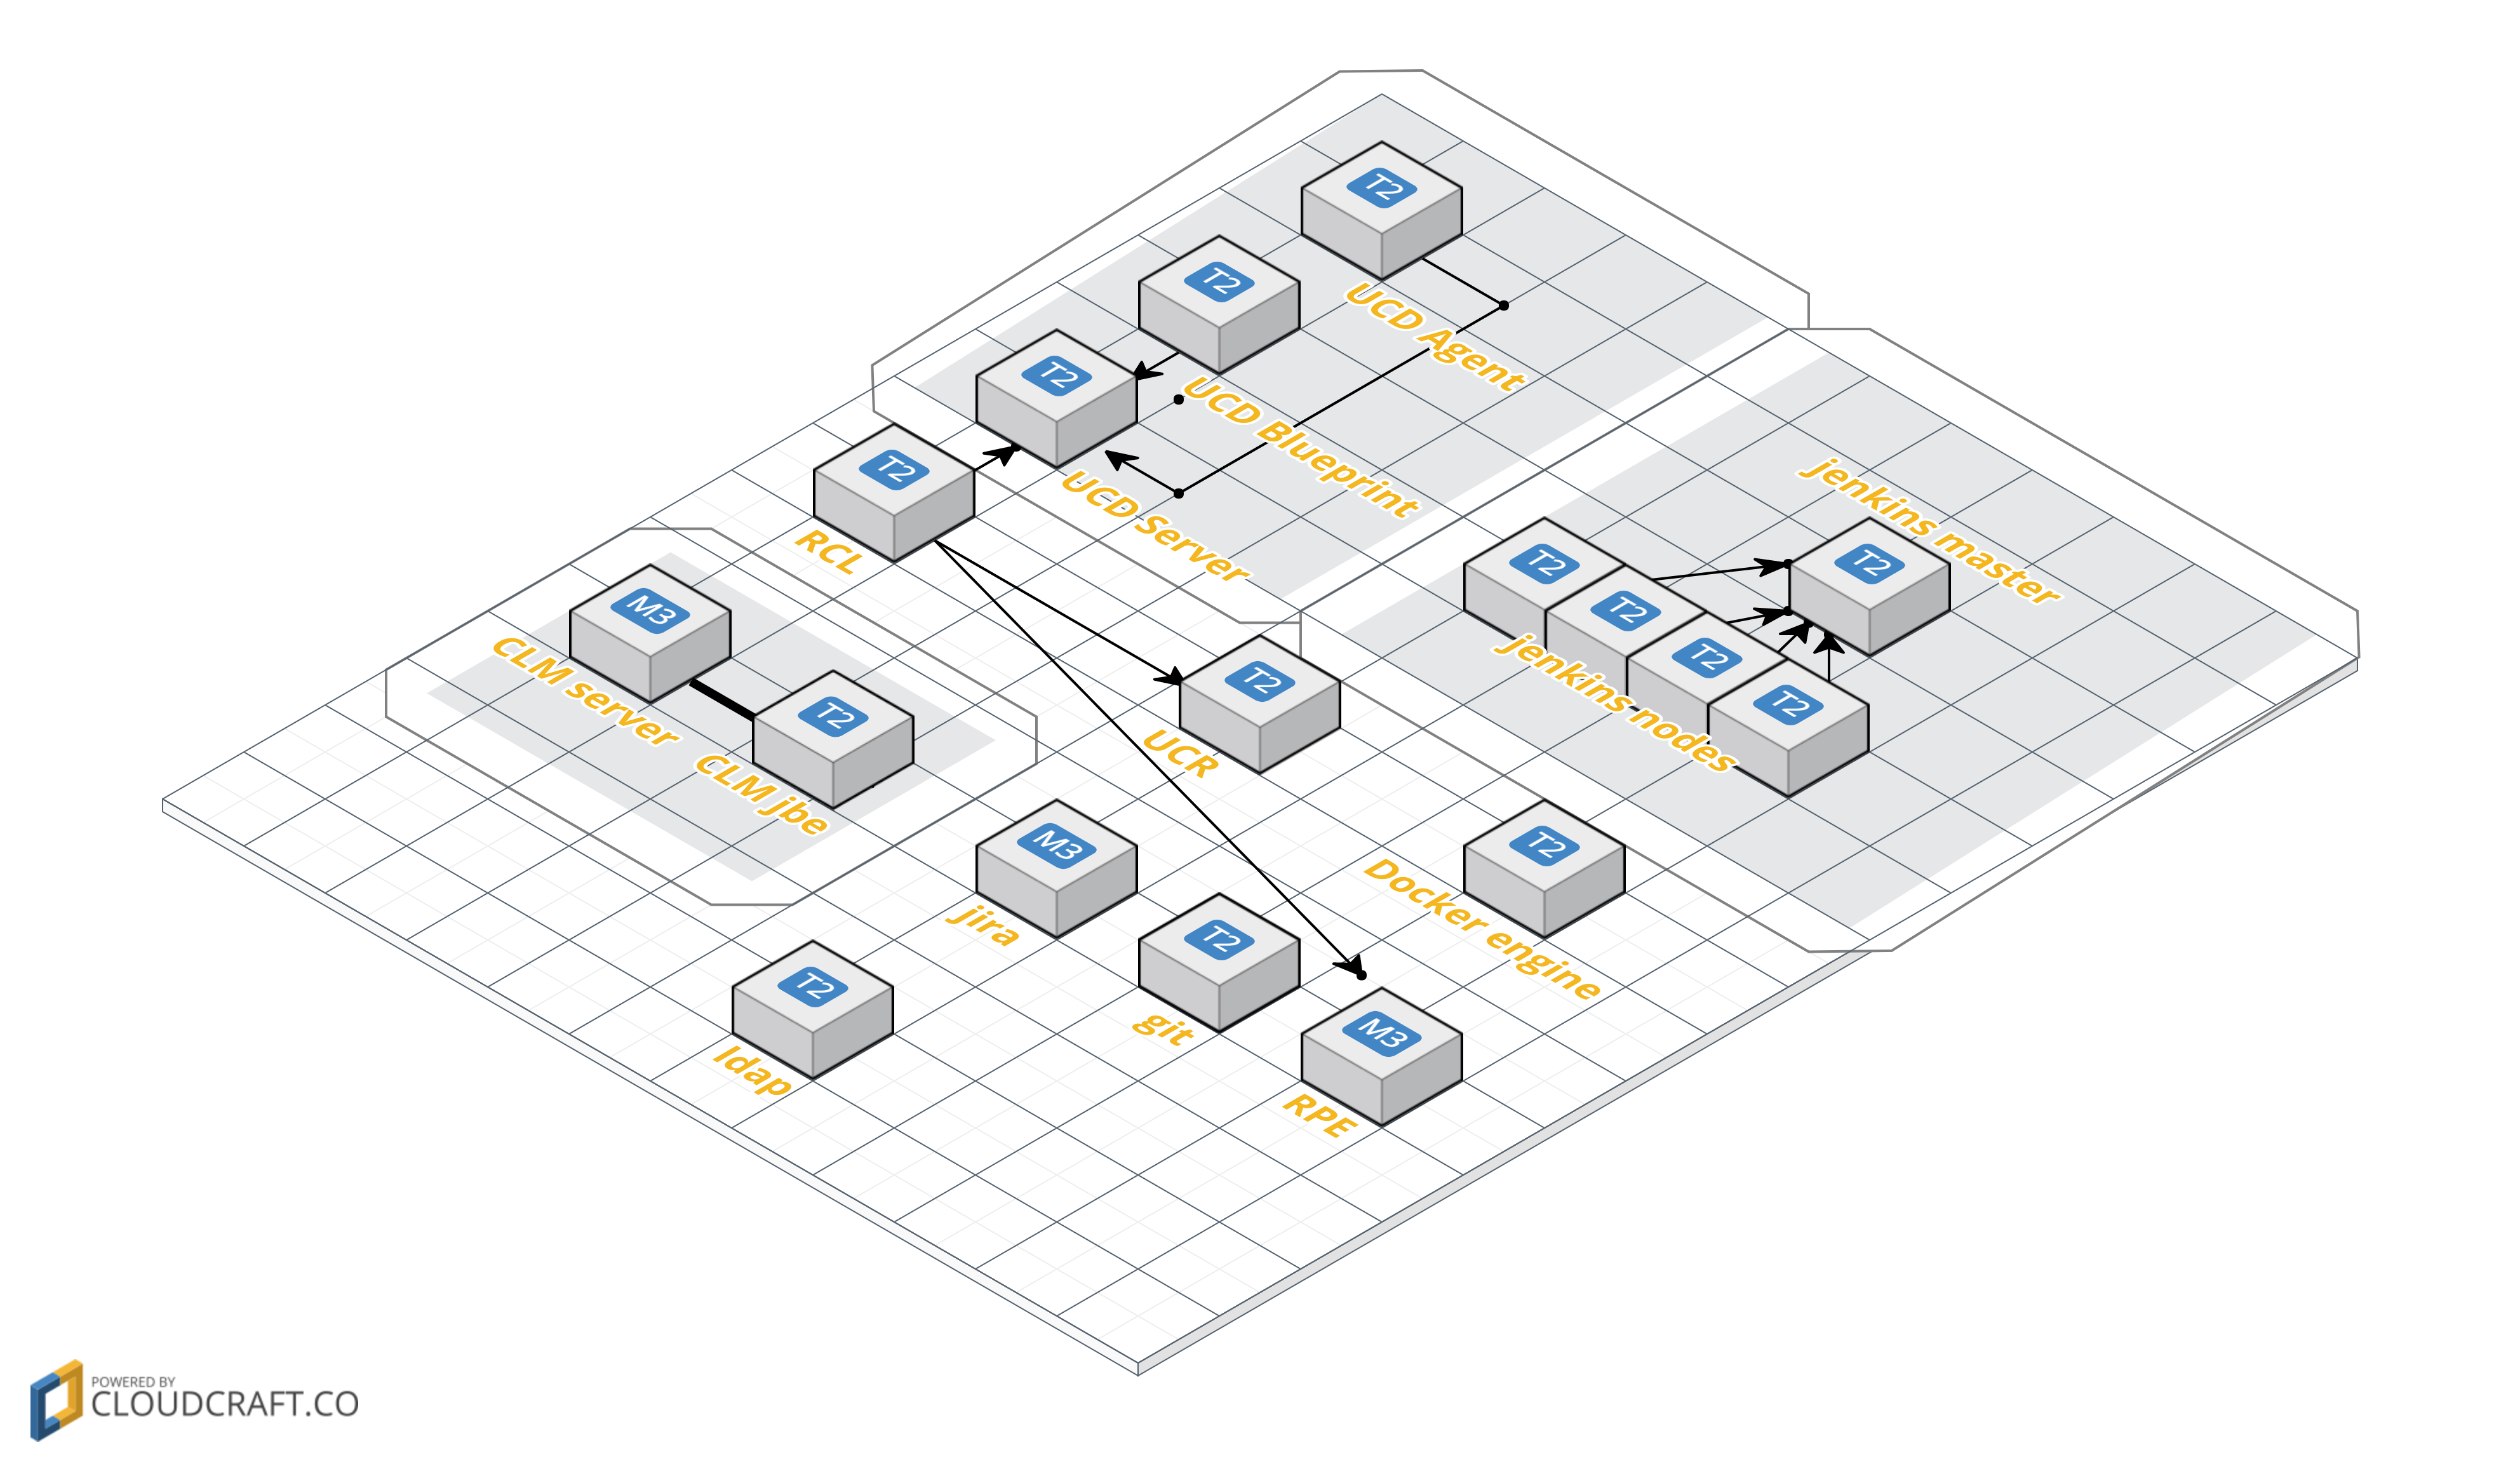 T2
UCD Agent
T2
UCD Blueprint
T2
UCD Server
T2
RCL
M3
CLM server
T2
CLM jbe
T2
UCR
T2
T2
T2
T2
jenkins nodes
T2
jenkins master
M3
jira
T2
Docker engine
T2
git
T2
ldap
M3
RPE
POWERED BY
CLOUDCRAFT.CO